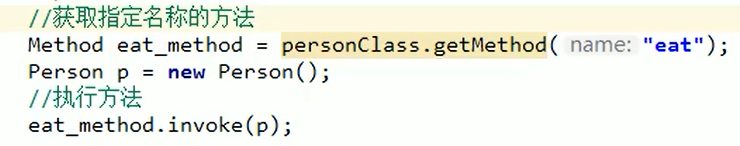 //获取指定名称的方法
Method eat_method = personClass.getMethod( name: "eat");
Person p = new Person();
//执行方法
eat_method.invoke(p);